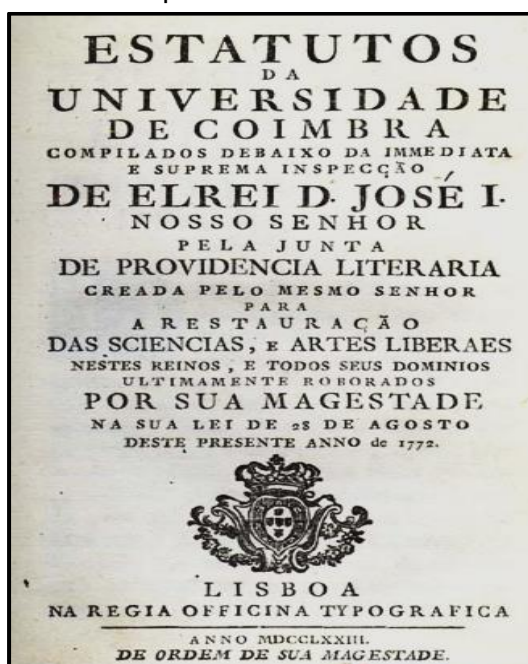 ESTATUTOS
DA
UNIVERSIDADE
DE COIMBRA
COMPILADOS DEBAIXO DA IMMEDIATA
E SUPREMA INSPECÇÃO
DE ELREI D. JOSÉ I.
NOSSO SENHOR
PELA JUNTA
DE PROVIDENCIA LITERARIA
CREADA PELO MESMO SENHOR
PARA
A RESTAURAÇÃO
DAS SCIENCIAS, E ARTES LIBERAES
NESTES REINOS, E TODOS SEUS DOMINIOS
ULTIMAMENTE ROBORADOS
POR SUA MAGESTADE
NA SUA LEI DE 28 DE AGOSTO
DESTE PRESENTE ANNO de 1772.
LISBOA
NA REGIA OFFICINA TYPOGRAFICA
ANNO MDCCLXXIII.
DE ORDEM DE SUA MAGESTADE.